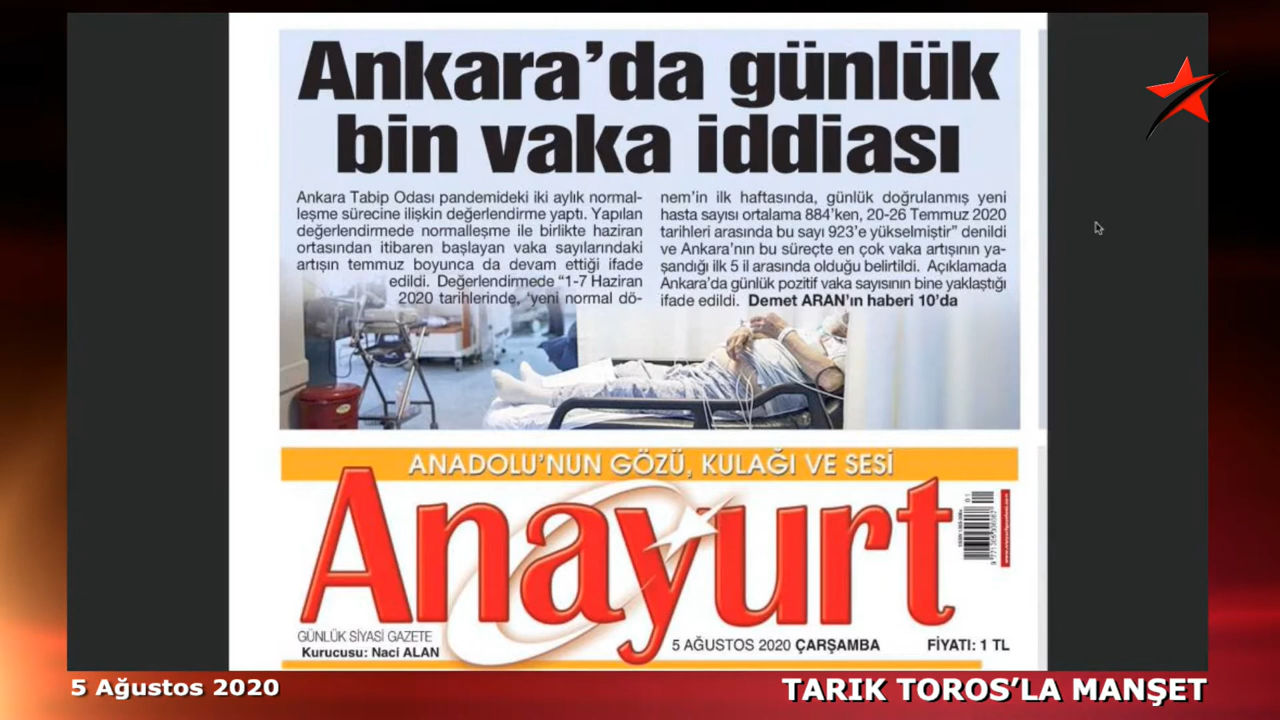 Ankara’da günlük
bin vaka iddiası
Ankara Tabip Odası pandemideki iki aylık normal-
leşme sürecine ilişkin değerlendirme yaptı. Yapılan
değerlendirmede normalleşme ile birlikte haziran
ortasından itibaren başlayan vaka sayılarındaki
artışın temmuz boyunca da devam ettiği ifade
edildi. Değerlendirmede “1-7 Haziran
2020 tarihlerinde, ‘yeni normal dö-
nem’in ilk haftasında, günlük doğrulanmış yeni
hasta sayısı ortalama 884’ken, 20-26 Temmuz 2020
tarihleri arasında bu sayı 923’e yükselmiştir” denildi
ve Ankara’nın bu süreçte en çok vaka artışının ya-
şandığı ilk 5 il arasında olduğu belirtildi. Açıklamada
Ankara’da günlük pozitif vaka sayısının bine yaklaştığı
ifade edildi. Demet ARAN’ın haberi 10’da
ANADOLU’NUN GÖZÜ, KULAĞI VE SESİ
Anayurt
GÜNLÜK SİYASİ GAZETE
Kurucusu: Naci ALAN
5 AĞUSTOS 2020 ÇARŞAMBA
FİYATI: 1 TL
5 Ağustos 2020
TARIK TOROS’LA MANŞET